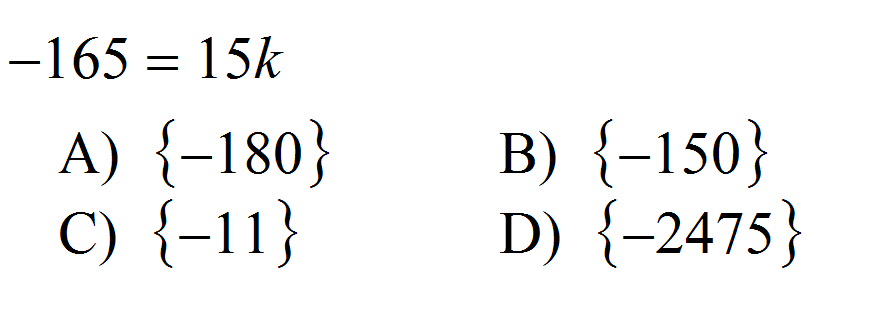 −165 = 15k
A) {−180} B) {−150}
C) {−11} D) {−2475}